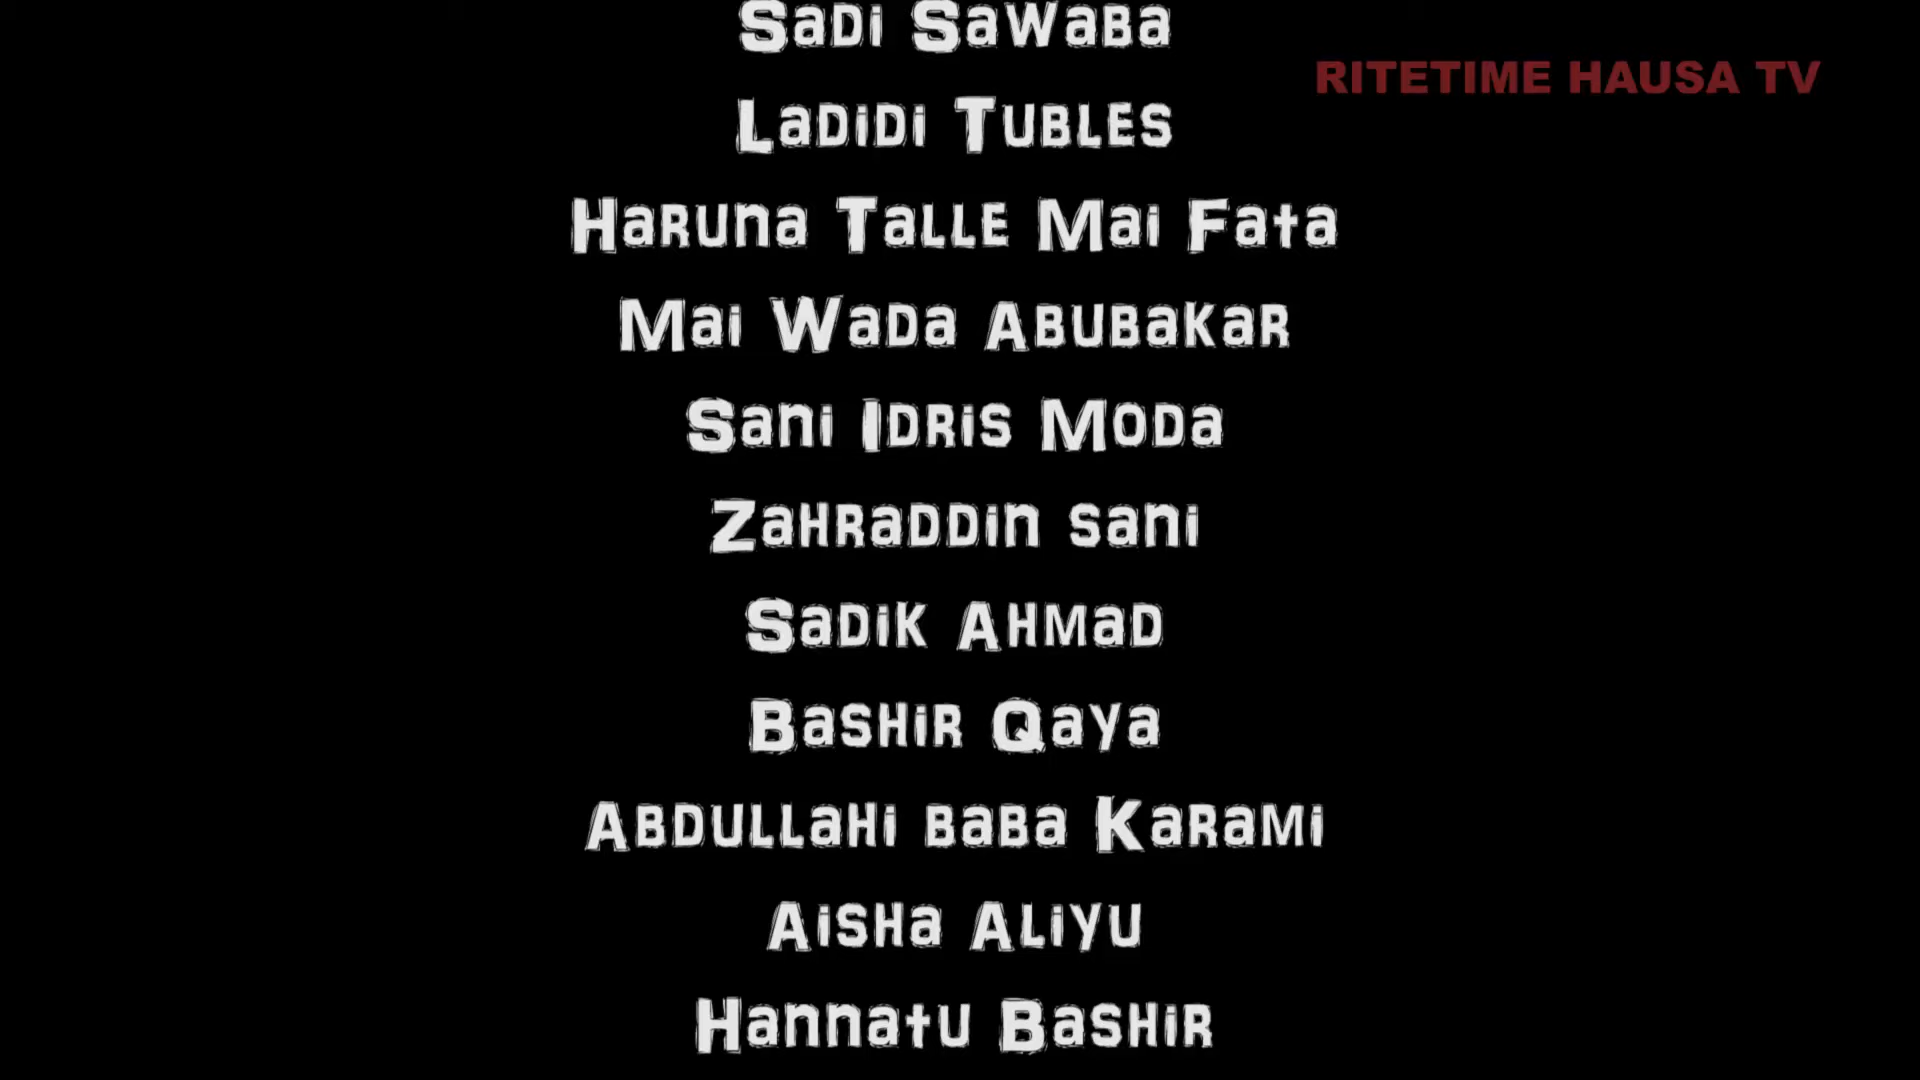 Sadi Sawaba
RITETIME HAUSA TV
Ladidi Tubles
Haruna Talle Mai Fata
Mai Wada Abubakar
Sani Idris Moda
Zahraddin sani
Sadik Ahmad
Bashir Qaya
Abdullahi baba Karami
Aisha Aliyu
Hannatu Bashir